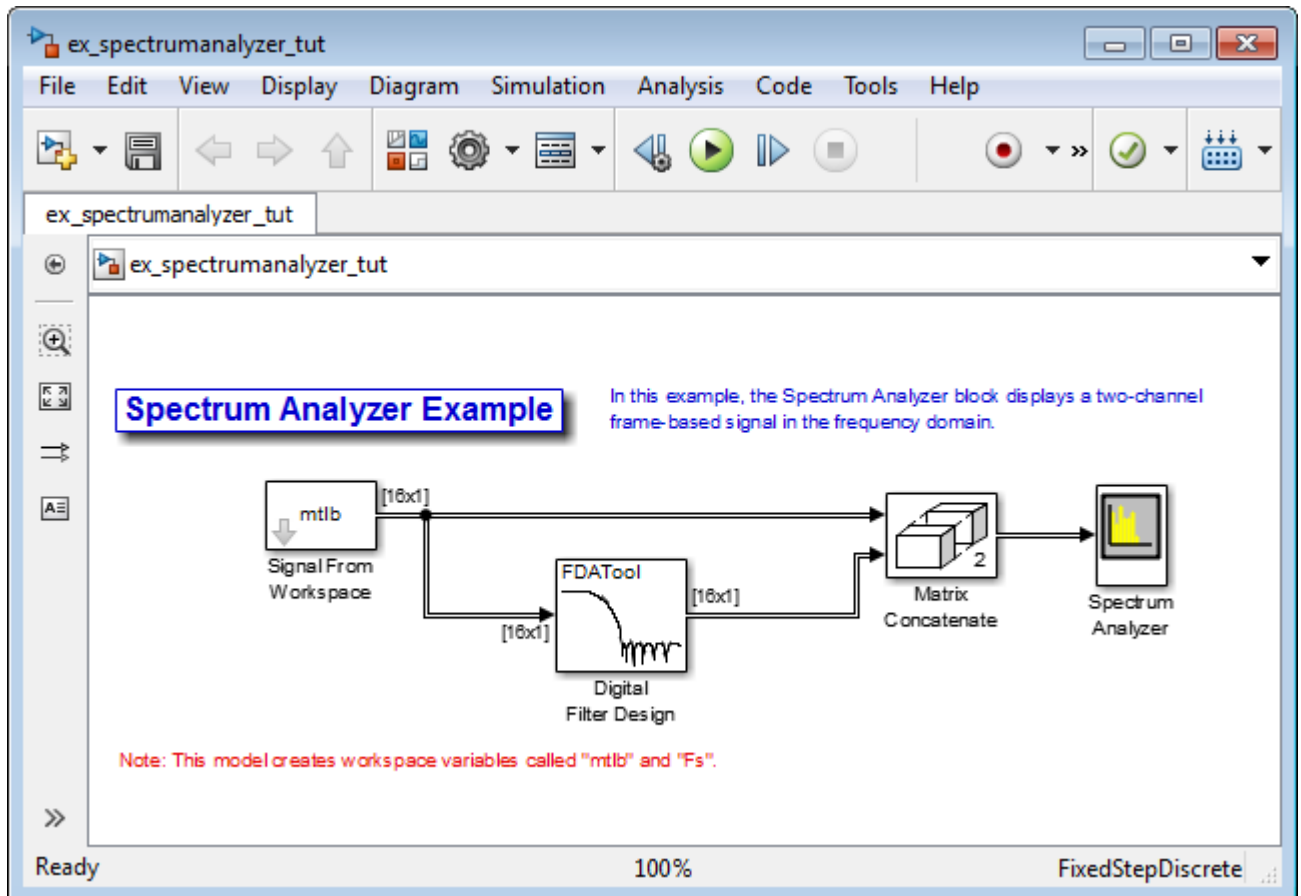 ex_spectrumanalyzer_tut
File Edit View Display Diagram Simulation Analysis Code Tools Help
ex_spectrumanalyzer_tut
ex_spectrumanalyzer_tut
Spectrum Analyzer Example
In this example, the Spectrum Analyzer block displays a two-channel
frame-based signal in the frequency domain.
mtlb
[16x1]
Signal From
Workspace
[16x1]
FDATool
[16x1]
Digital
Filter Design
2
Matrix
Concatenate
Spectrum
Analyzer
Note: This model creates workspace variables called "mtlb" and "Fs".
Ready 100% FixedStepDiscrete